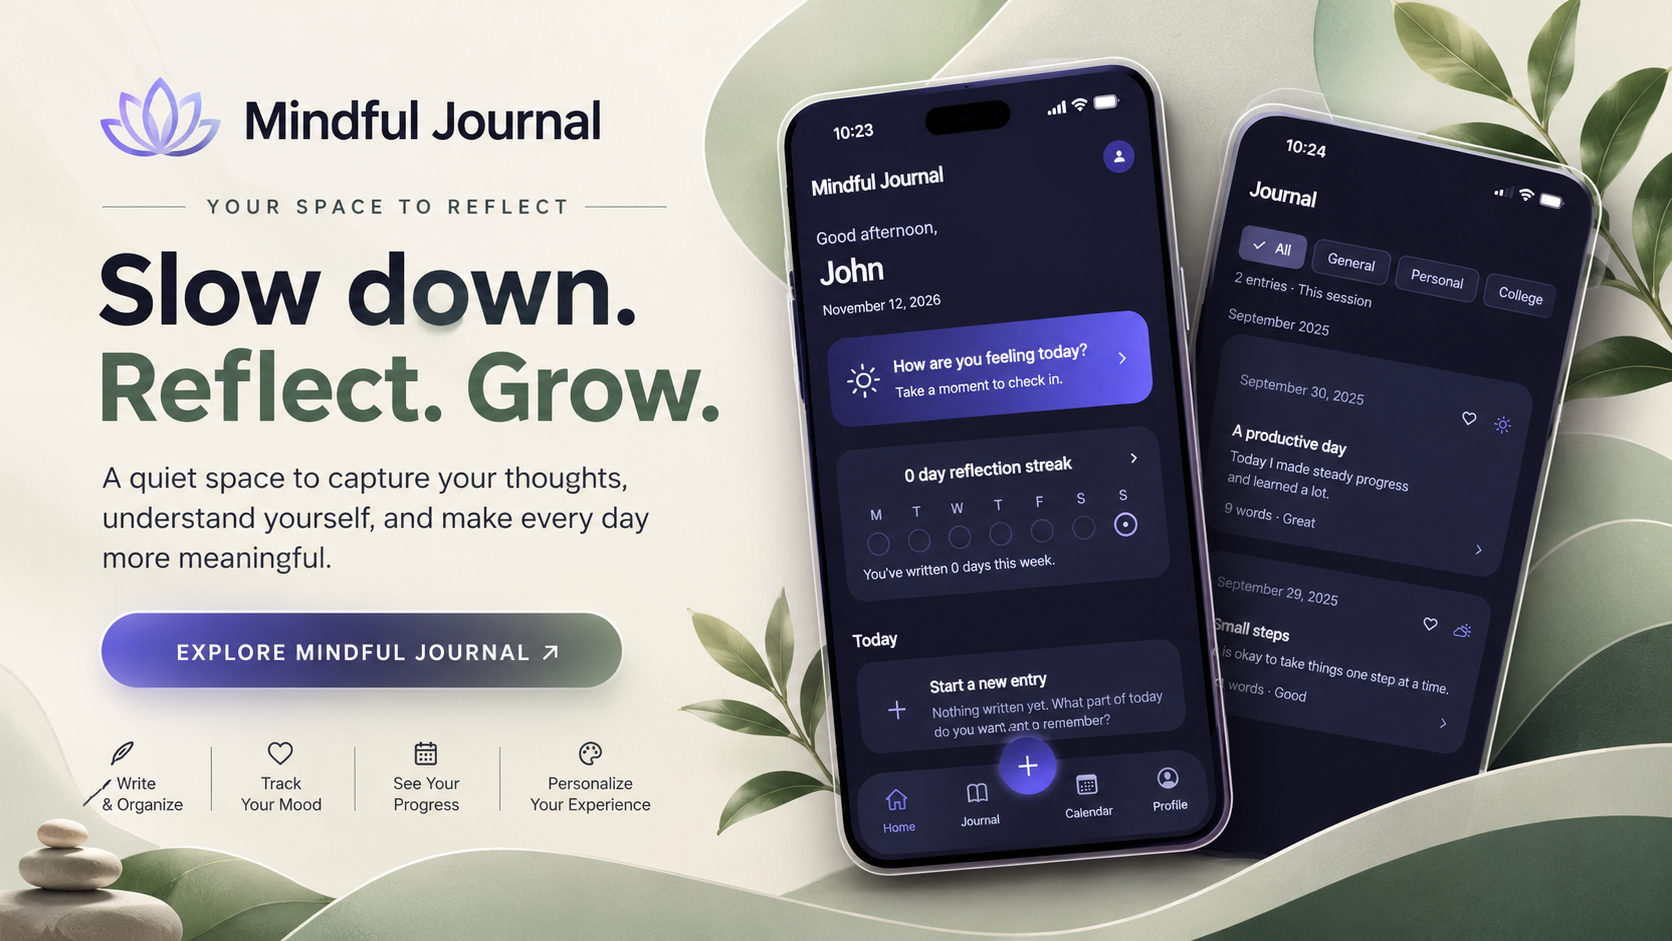 Mindful Journal
YOUR SPACE TO REFLECT
Slow down.
Reflect. Grow.
A quiet space to capture your thoughts,
understand yourself, and make every day
more meaningful.
EXPLORE MINDFUL JOURNAL ↗
Write
& Organize
Track
Your Mood
See Your
Progress
Personalize
Your Experience
10:23
Mindful Journal
Good afternoon,
John
November 12, 2026
How are you feeling today?
Take a moment to check in.
0 day reflection streak
M T W T F S S
You've written 0 days this week.
Today
Start a new entry
Nothing written yet. What part of today
do you remember?
Home
Journal
Calendar
Profile
10:24
Journal
All
General
Personal
College
2 entries · This session
September 2025
September 30, 2025
A productive day
Today I made steady progress
and learned a lot.
9 words · Great
September 29, 2025
Small steps
is okay to take things one step at a time.
words · Good